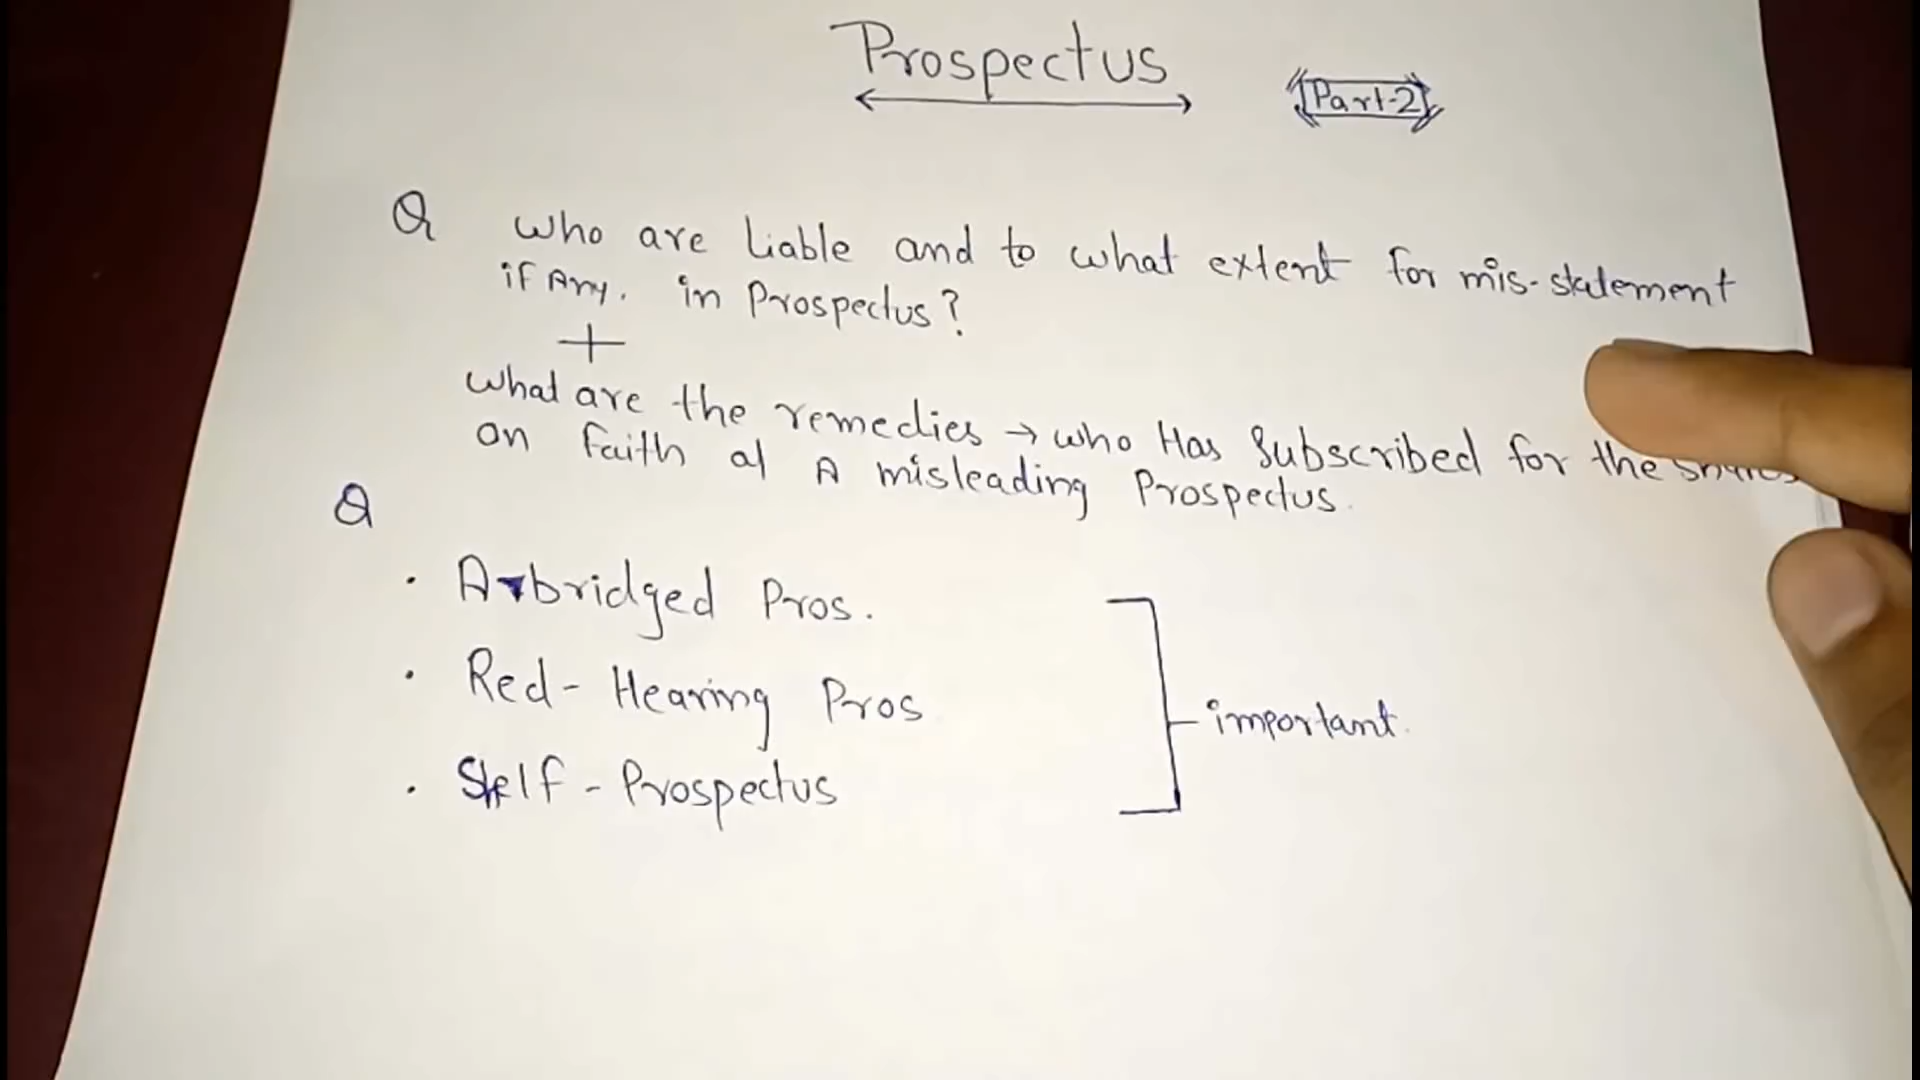 Prospectus
Part-2
Q who are liable and to what extent for mis-statement
if Any. in Prospectus?
+
what are the remedies → who Has Subscribed for the
on faith of A misleading Prospectus.
Q
· Abridged Pros.
· Red-Hearing Pros
· Shelf-Prospectus
important.